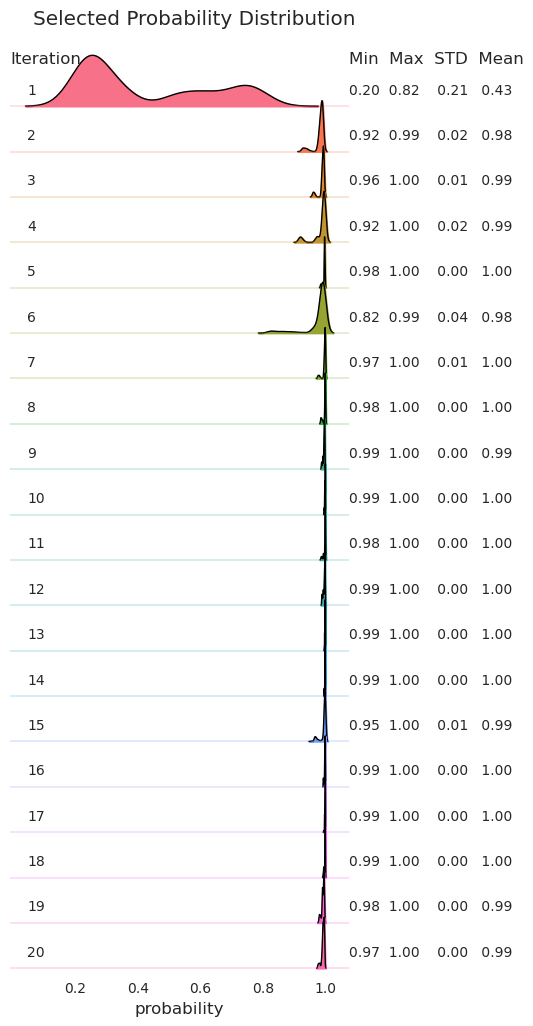 Selected Probability Distribution
Iteration Min Max STD Mean
1 0.20 0.82 0.21 0.43
2 0.92 0.99 0.02 0.98
3 0.96 1.00 0.01 0.99
4 0.92 1.00 0.02 0.99
5 0.98 1.00 0.00 1.00
6 0.82 0.99 0.04 0.98
7 0.97 1.00 0.01 1.00
8 0.98 1.00 0.00 1.00
9 0.99 1.00 0.00 0.99
10 0.99 1.00 0.00 1.00
11 0.98 1.00 0.00 1.00
12 0.99 1.00 0.00 1.00
13 0.99 1.00 0.00 1.00
14 0.99 1.00 0.00 1.00
15 0.95 1.00 0.01 0.99
16 0.99 1.00 0.00 1.00
17 0.99 1.00 0.00 1.00
18 0.99 1.00 0.00 1.00
19 0.98 1.00 0.00 0.99
20 0.97 1.00 0.00 0.99
0.2 0.4 0.6 0.8 1.0
probability